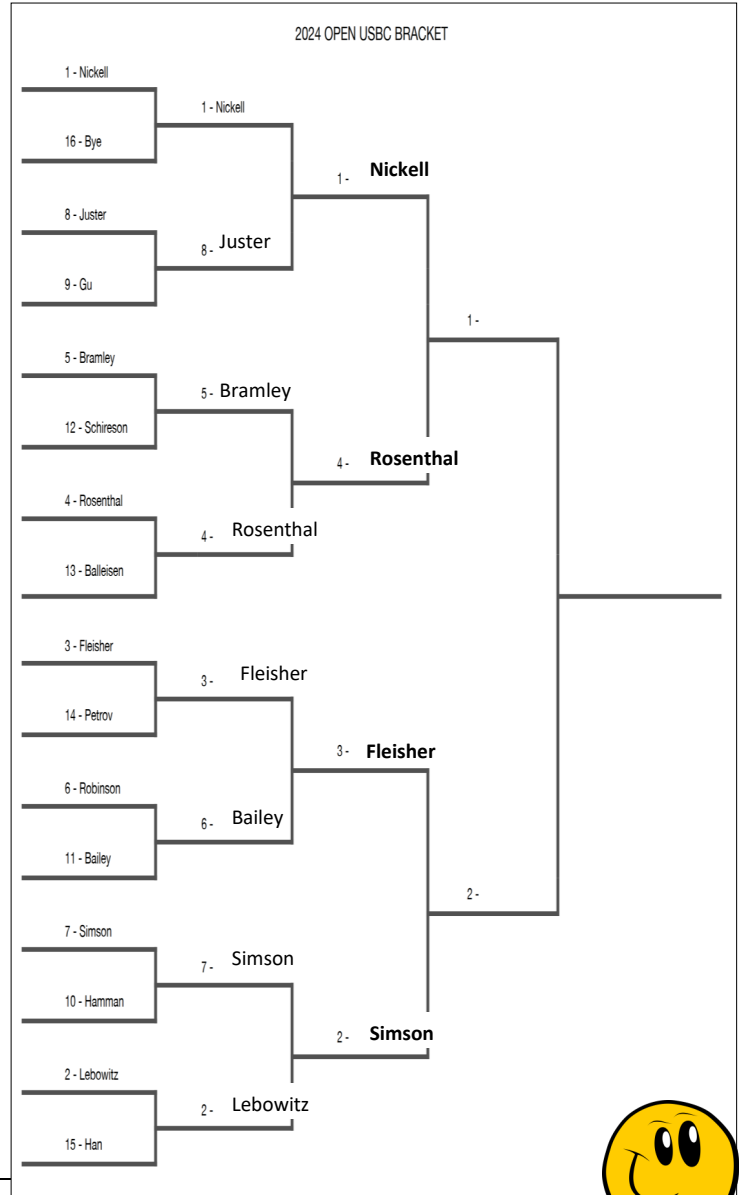 2024 OPEN USBC BRACKET
1 - Nickell
16 - Bye
8 - Juster
9 - Gu
5 - Bramley
12 - Schireson
4 - Rosenthal
13 - Balleisen
3 - Fleisher
14 - Petrov
6 - Robinson
11 - Bailey
7 - Simson
10 - Hamman
2 - Lebowitz
15 - Han
1 - Nickell
8 - Juster
5 - Bramley
4 - Rosenthal
3 - Fleisher
6 - Bailey
7 - Simson
2 - Lebowitz
1 - Nickell
4 - Rosenthal
3 - Fleisher
2 - Simson
1 -
2 -